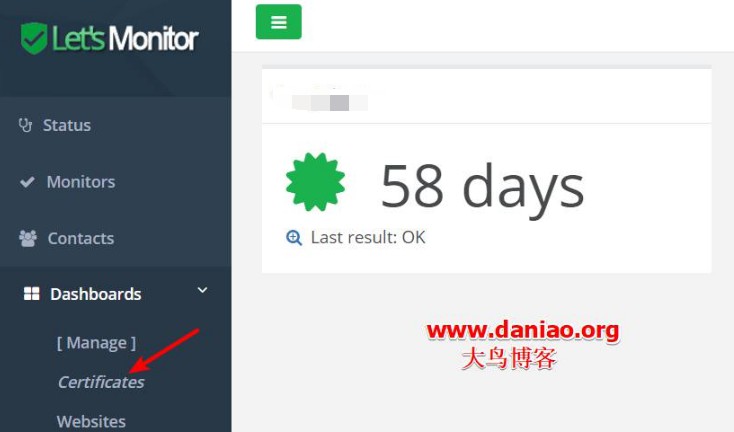 Let's Monitor
Status
Monitors
Contacts
Dashboards
[ Manage ]
Certificates
Websites
58 days
Last result: OK
www.daniao.org
大鸟博客